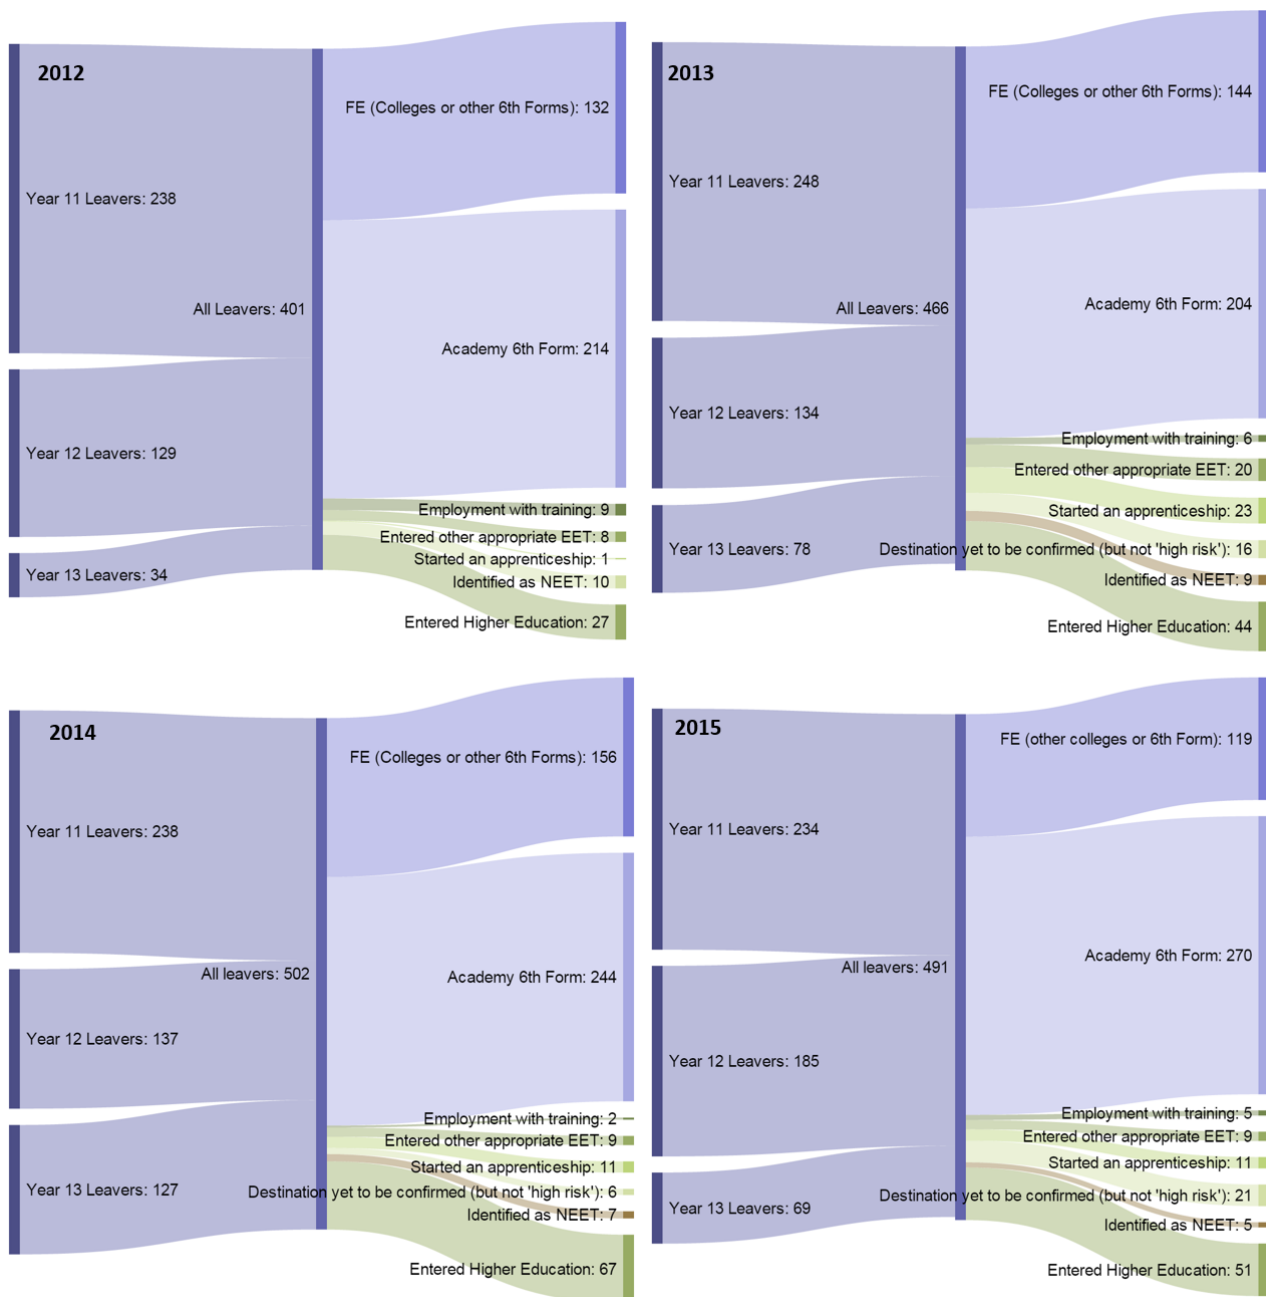 2012
FE (Colleges or other 6th Forms): 132
Year 11 Leavers: 238
All Leavers: 401
Academy 6th Form: 214
Year 12 Leavers: 129
Employment with training: 9
Entered other appropriate EET: 8
Started an apprenticeship: 1
Year 13 Leavers: 34
Identified as NEET: 10
Entered Higher Education: 27
2013
FE (Colleges or other 6th Forms): 144
Year 11 Leavers: 248
All Leavers: 466
Academy 6th Form: 204
Year 12 Leavers: 134
Employment with training: 6
Entered other appropriate EET: 20
Started an apprenticeship: 23
Year 13 Leavers: 78
Destination yet to be confirmed (but not 'high risk'): 16
Identified as NEET: 9
Entered Higher Education: 44
2014
FE (Colleges or other 6th Forms): 156
Year 11 Leavers: 238
All leavers: 502
Academy 6th Form: 244
Year 12 Leavers: 137
Employment with training: 2
Entered other appropriate EET: 9
Started an apprenticeship: 11
Year 13 Leavers: 127
Destination yet to be confirmed (but not 'high risk'): 6
Identified as NEET: 7
Entered Higher Education: 67
2015
FE (other colleges or 6th Form): 119
Year 11 Leavers: 234
All leavers: 491
Academy 6th Form: 270
Year 12 Leavers: 185
Employment with training: 5
Entered other appropriate EET: 9
Started an apprenticeship: 11
Destination yet to be confirmed (but not 'high risk'): 21
Year 13 Leavers: 69
Identified as NEET: 5
Entered Higher Education: 51